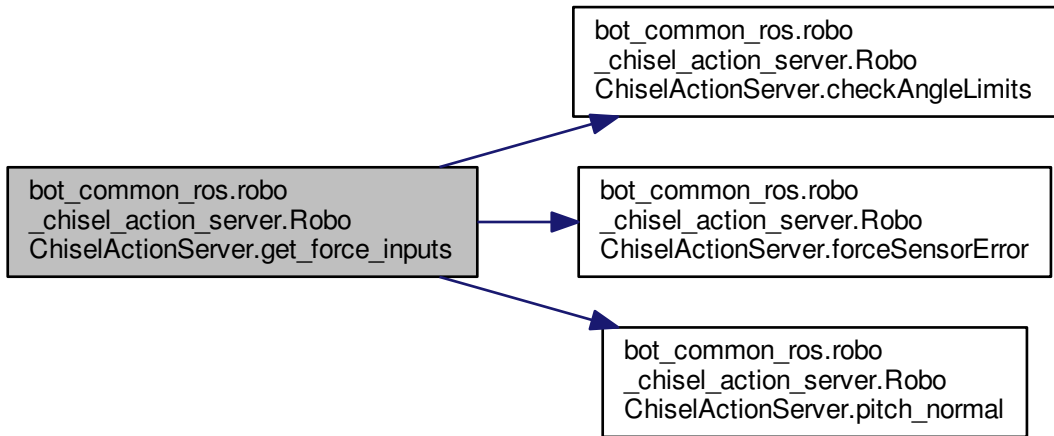 bot_common_ros.robo
_chisel_action_server.Robo
ChiselActionServer.get_force_inputs
bot_common_ros.robo
_chisel_action_server.Robo
ChiselActionServer.checkAngleLimits
bot_common_ros.robo
_chisel_action_server.Robo
ChiselActionServer.forceSensorError
bot_common_ros.robo
_chisel_action_server.Robo
ChiselActionServer.pitch_normal